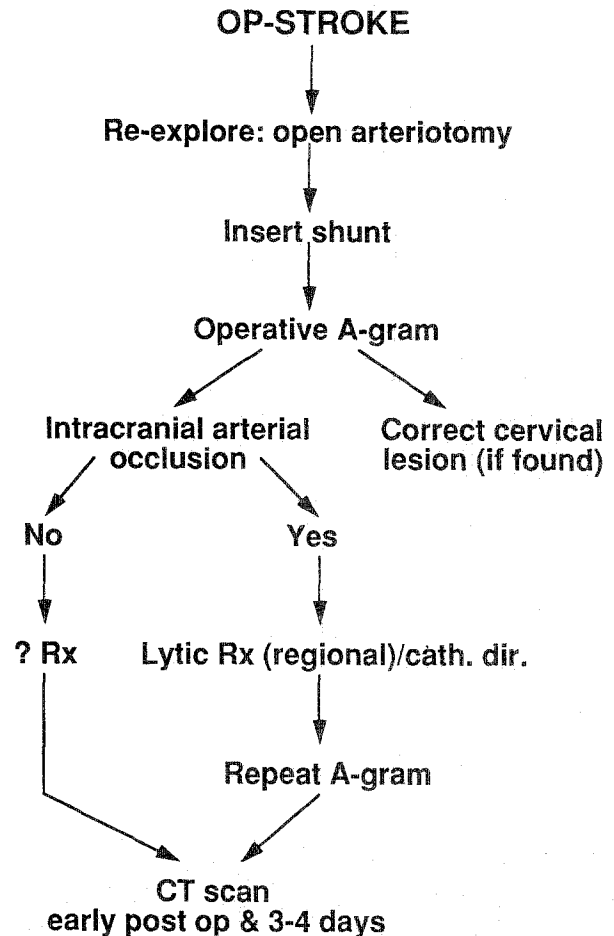 OP-STROKE
Re-explore: open arteriotomy
Insert shunt
Operative A-gram
Intracranial arterial
occlusion
Correct cervical
lesion (if found)
No
Yes
? Rx
Lytic Rx (regional)/cath. dir.
Repeat A-gram
CT scan
early post op & 3-4 days